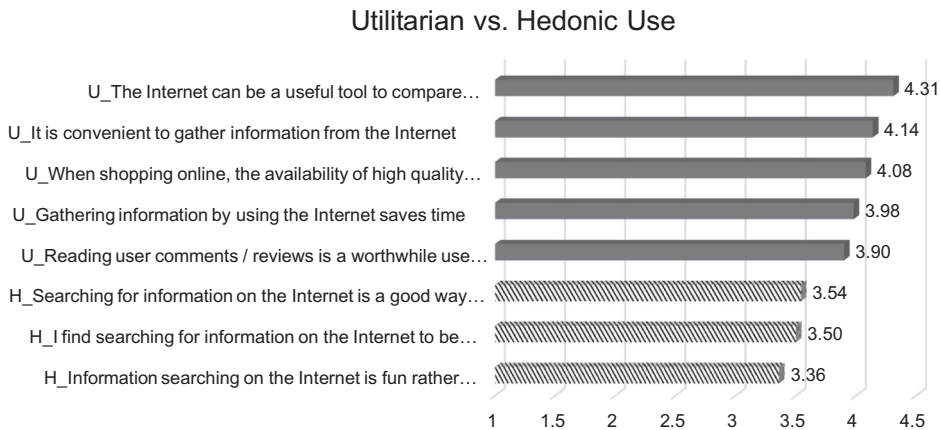 Utilitarian vs. Hedonic Use
U_The Internet can be a useful tool to compare… 4.31
U_It is convenient to gather information from the Internet 4.14
U_When shopping online, the availability of high quality… 4.08
U_Gathering information by using the Internet saves time 3.98
U_Reading user comments / reviews is a worthwhile use… 3.90
H_Searching for information on the Internet is a good way… 3.54
H_I find searching for information on the Internet to be… 3.50
H_Information searching on the Internet is fun rather… 3.36
1 1.5 2 2.5 3 3.5 4 4.5